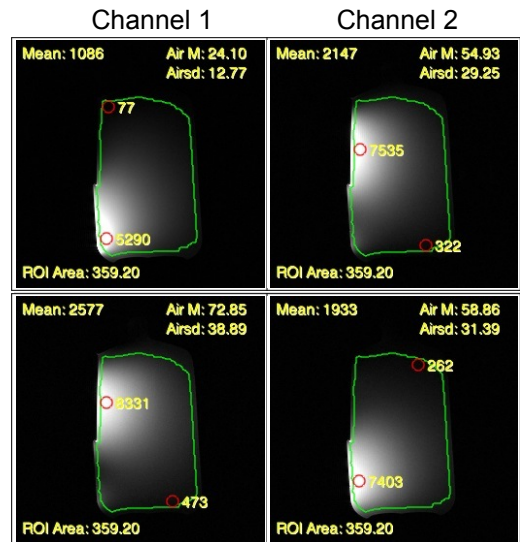 Channel 1 Channel 2
Mean: 1086 Air M: 24.10
Airsd: 12.77
77
5290
ROI Area: 359.20
Mean: 2147 Air M: 54.93
Airsd: 29.25
7535
322
ROI Area: 359.20
Mean: 2577 Air M: 72.85
Airsd: 38.89
8331
473
ROI Area: 359.20
Mean: 1933 Air M: 58.86
Airsd: 31.39
262
7403
ROI Area: 359.20